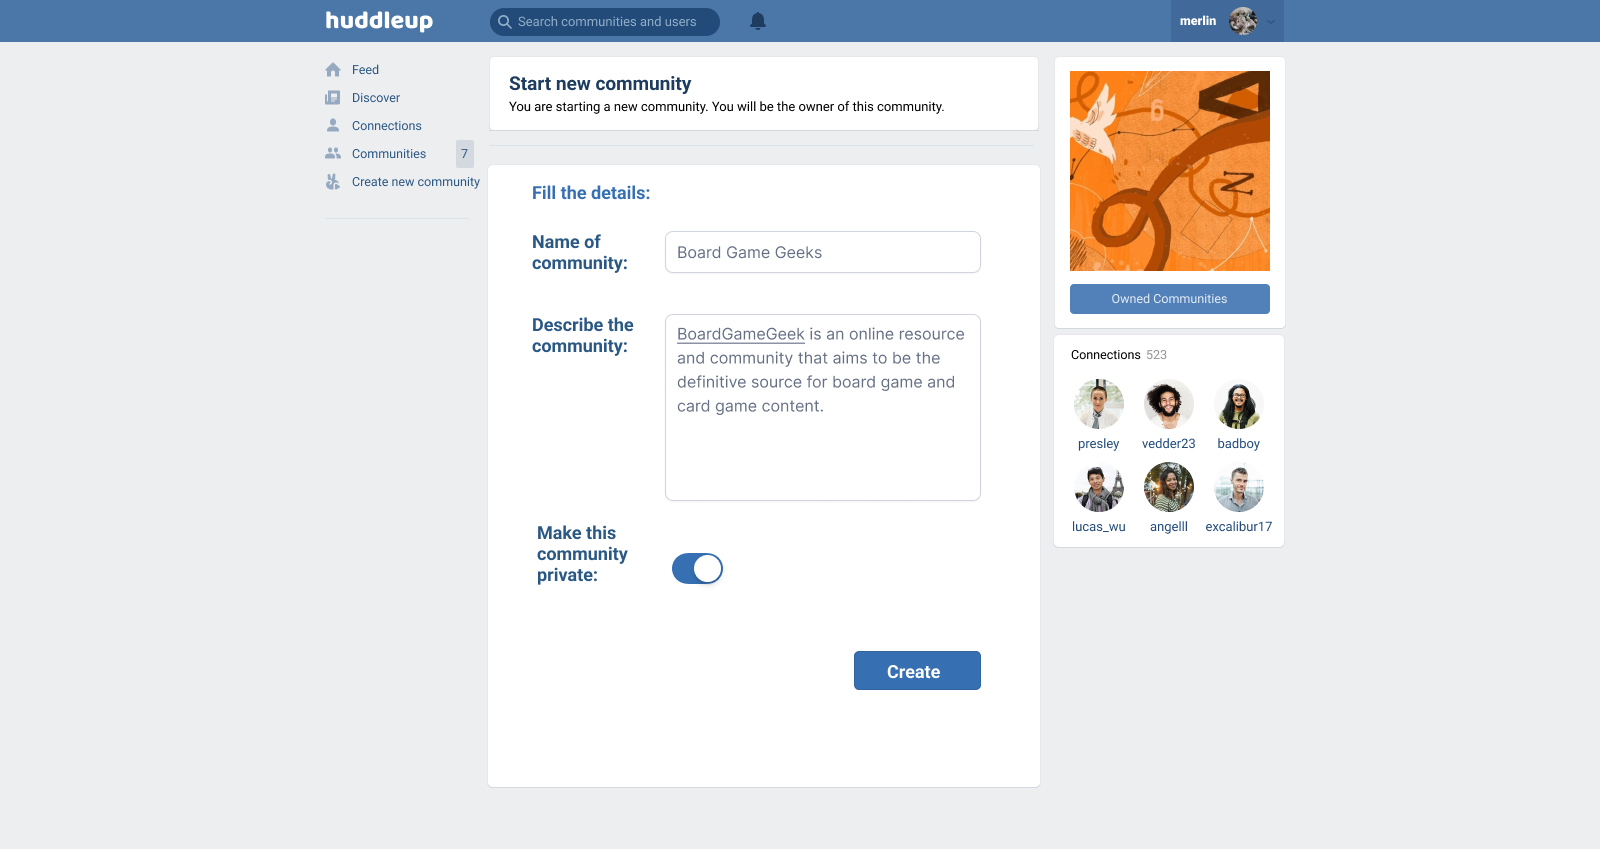 huddleup
Search communities and users
merlin
Feed
Discover
Connections
Communities 7
Create new community
Start new community
You are starting a new community. You will be the owner of this community.
Fill the details:
Name of
community:
Board Game Geeks
Describe the
community:
BoardGameGeek is an online resource
and community that aims to be the
definitive source for board game and
card game content.
Make this
community
private:
Create
6
N
Owned Communities
Connections 523
presley vedder23 badboy
lucas_wu angelll excalibur17